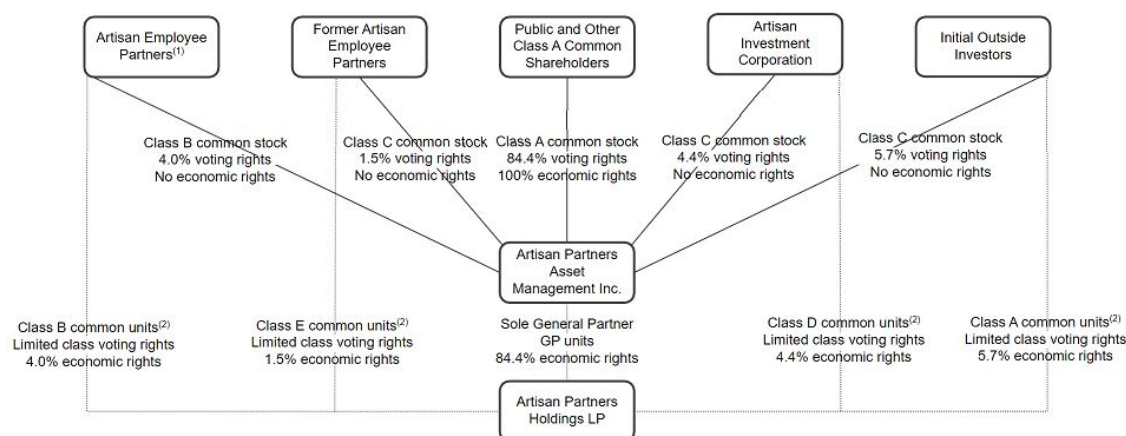 Artisan Employee
Partners(1)
Former Artisan
Employee
Partners
Public and Other
Class A Common
Shareholders
Artisan
Investment
Corporation
Initial Outside
Investors
Class B common stock
4.0% voting rights
No economic rights
Class C common stock
1.5% voting rights
No economic rights
Class A common stock
84.4% voting rights
100% economic rights
Class C common stock
4.4% voting rights
No economic rights
Class C common stock
5.7% voting rights
No economic rights
Artisan Partners
Asset
Management Inc.
Class B common units(2)
Limited class voting rights
4.0% economic rights
Class E common units(2)
Limited class voting rights
1.5% economic rights
Sole General Partner
GP units
84.4% economic rights
Class D common units(2)
Limited class voting rights
4.4% economic rights
Class A common units(2)
Limited class voting rights
5.7% economic rights
Artisan Partners
Holdings LP